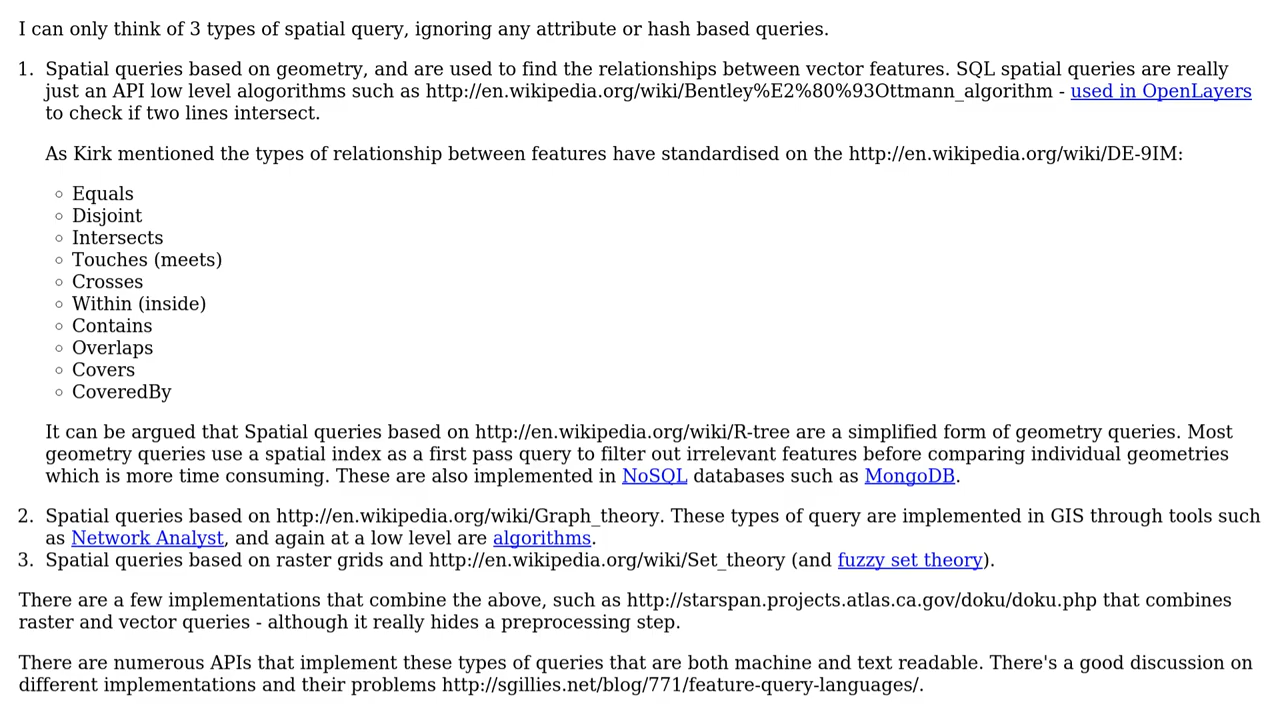 I can only think of 3 types of spatial query, ignoring any attribute or hash based queries.
1. Spatial queries based on geometry, and are used to find the relationships between vector features. SQL spatial queries are really
just an API low level alogorithms such as http://en.wikipedia.org/wiki/Bentley%E2%80%93Ottmann_algorithm - used in OpenLayers
to check if two lines intersect.
As Kirk mentioned the types of relationship between features have standardised on the http://en.wikipedia.org/wiki/DE-9IM:
◦ Equals
◦ Disjoint
◦ Intersects
◦ Touches (meets)
◦ Crosses
◦ Within (inside)
◦ Contains
◦ Overlaps
◦ Covers
◦ CoveredBy
It can be argued that Spatial queries based on http://en.wikipedia.org/wiki/R-tree are a simplified form of geometry queries. Most
geometry queries use a spatial index as a first pass query to filter out irrelevant features before comparing individual geometries
which is more time consuming. These are also implemented in NoSQL databases such as MongoDB.
2. Spatial queries based on http://en.wikipedia.org/wiki/Graph_theory. These types of query are implemented in GIS through tools such
as Network Analyst, and again at a low level are algorithms.
3. Spatial queries based on raster grids and http://en.wikipedia.org/wiki/Set_theory (and fuzzy set theory).
There are a few implementations that combine the above, such as http://starspan.projects.atlas.ca.gov/doku/doku.php that combines
raster and vector queries - although it really hides a preprocessing step.
There are numerous APIs that implement these types of queries that are both machine and text readable. There's a good discussion on
different implementations and their problems http://sgillies.net/blog/771/feature-query-languages/.